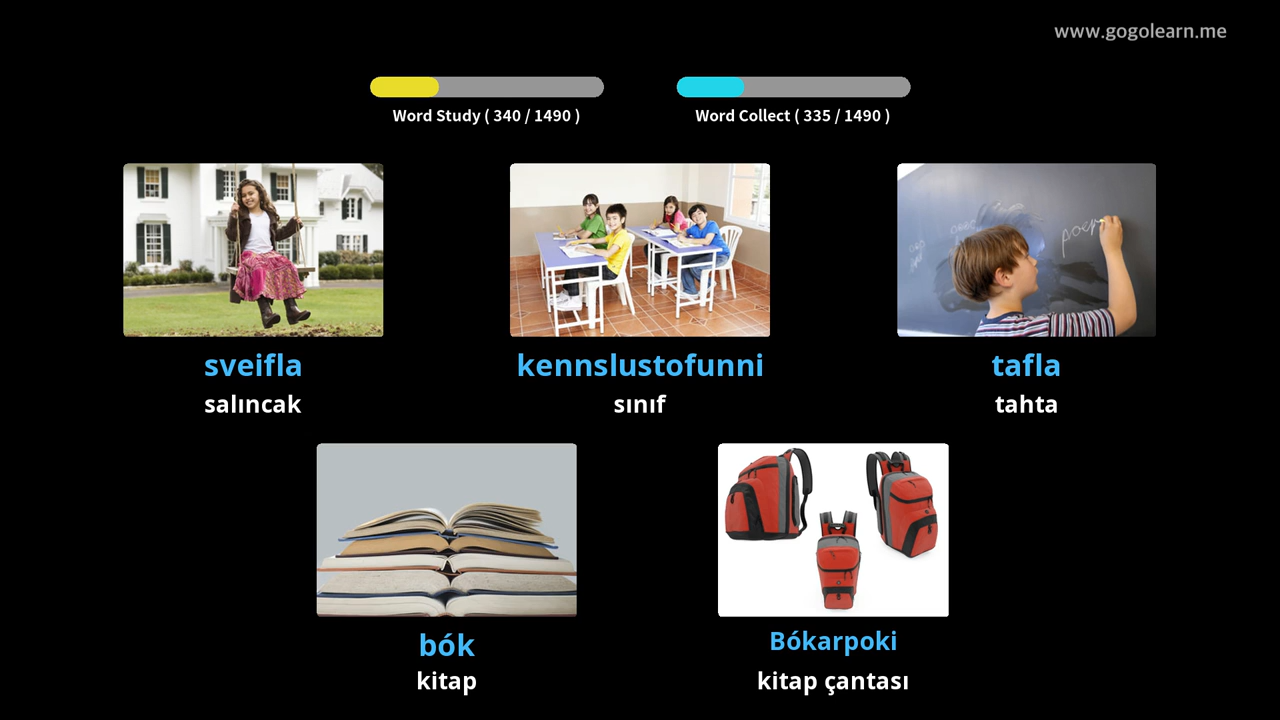 www.gogolearn.me
Word Study ( 340 / 1490 )
Word Collect ( 335 / 1490 )
poem
sveifla
kennslustofunni
tafla
salıncak
sınıf
tahta
bók
Bókarpoki
kitap
kitap çantası